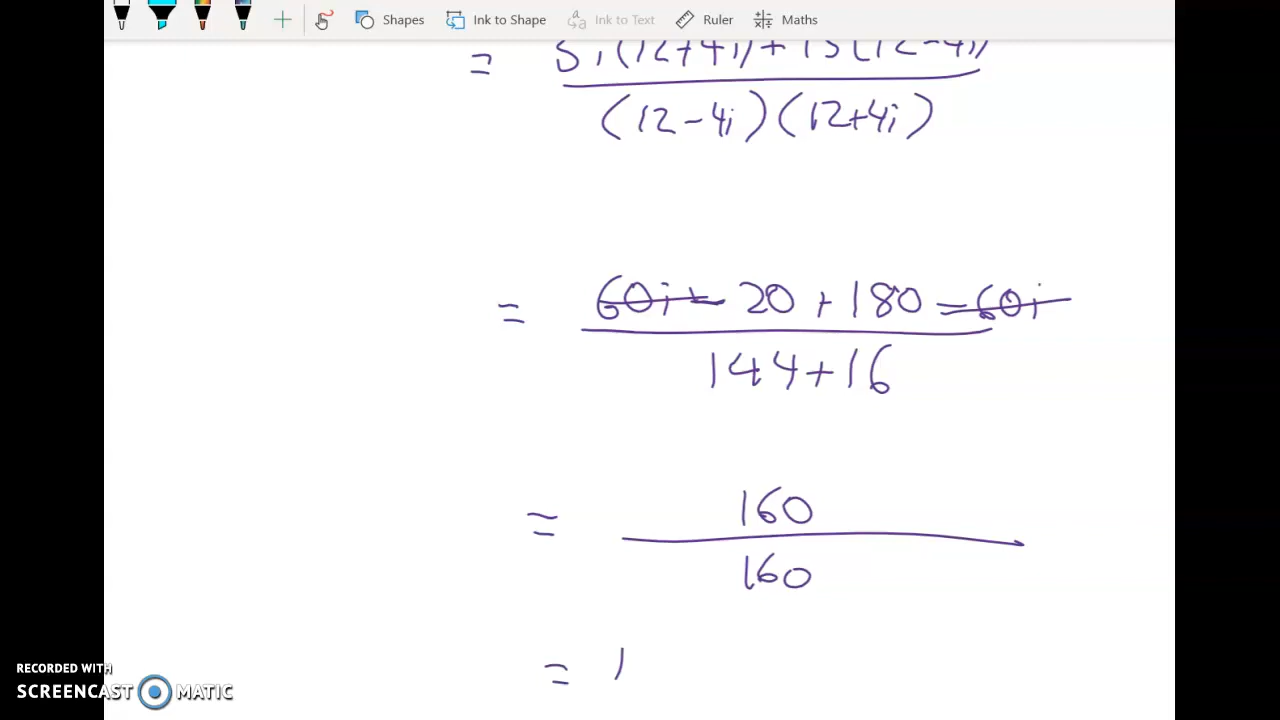 Shapes Ink to Shape Ink to Text Ruler Maths
= 5i(12+4i)+15(12-4i)
(12-4i)(12+4i)
= 60i - 20 + 180 - 60i
144+16
= 160
160
= 1
RECORDED WITH
SCREENCAST MATIC